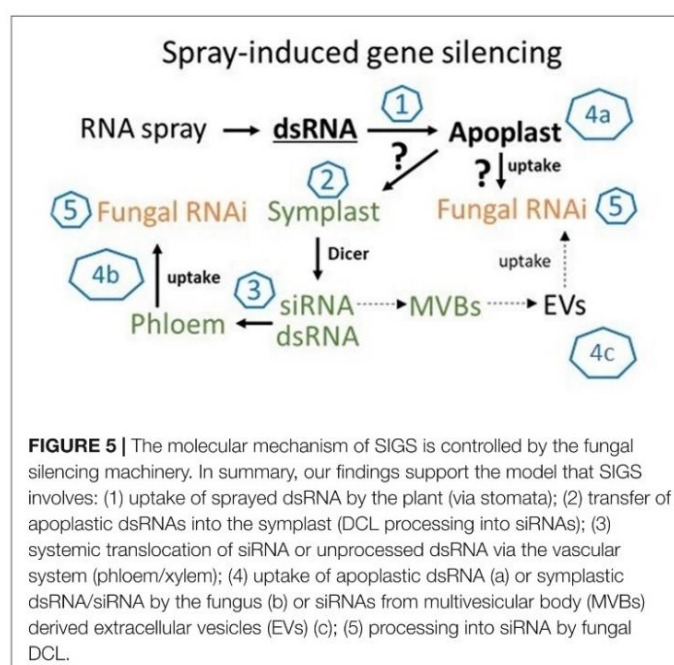 Spray-induced gene silencing
RNA spray dsRNA 1 Apoplast 4a
? ? uptake
2
5 Fungal RNAi Symplast Fungal RNAi 5
4b uptake Dicer uptake
3 siRNA MVBs EVs
Phloem dsRNA
4c
FIGURE 5 | The molecular mechanism of SIGS is controlled by the fungal
silencing machinery. In summary, our findings support the model that SIGS
involves: (1) uptake of sprayed dsRNA by the plant (via stomata); (2) transfer of
apoplastic dsRNAs into the symplast (DCL processing into siRNAs); (3)
systemic translocation of siRNA or unprocessed dsRNA via the vascular
system (phloem/xylem); (4) uptake of apoplastic dsRNA (a) or symplastic
dsRNA/siRNA by the fungus (b) or siRNAs from multivesicular body (MVBs)
derived extracellular vesicles (EVs) (c); (5) processing into siRNA by fungal
DCL.